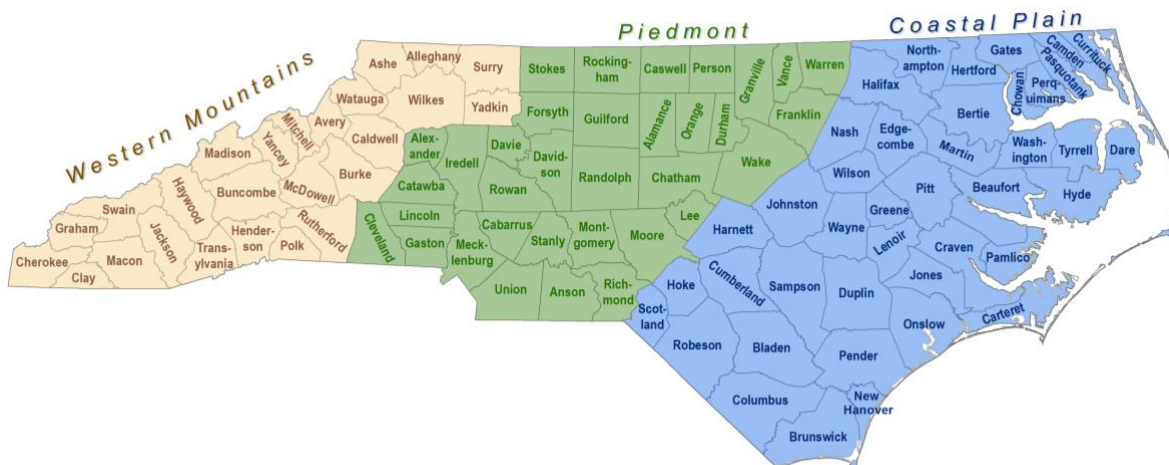 Western Mountains
Piedmont
Coastal Plain
Ashe
Alleghany
Surry
Watauga
Wilkes
Yadkin
Mitchell
Avery
Caldwell
Yancey
Madison
Burke
McDowell
Buncombe
Haywood
Rutherford
Swain
Graham
Jackson
Hender-
son
Polk
Trans-
ylvania
Macon
Cherokee
Clay
Stokes
Rocking-
ham
Caswell
Person
Granville
Vance
Warren
Forsyth
Guilford
Alamance
Orange
Durham
Franklin
Alex-
ander
Iredell
Davie
David-
son
Randolph
Chatham
Wake
Catawba
Rowan
Lincoln
Cleveland
Gaston
Meck-
lenburg
Cabarrus
Stanly
Mont-
gomery
Moore
Lee
Union
Anson
Rich-
mond
North-
ampton
Gates
Hertford
Halifax
Currituck
Camden
Pasquotank
Perq-
uimans
Chowan
Bertie
Nash
Edge-
combe
Martin
Wash-
ington
Tyrrell
Dare
Wilson
Pitt
Beaufort
Hyde
Johnston
Greene
Wayne
Lenoir
Craven
Pamlico
Harnett
Jones
Carteret
Cumberland
Sampson
Duplin
Onslow
Hoke
Scot-
land
Robeson
Bladen
Pender
Columbus
New
Hanover
Brunswick